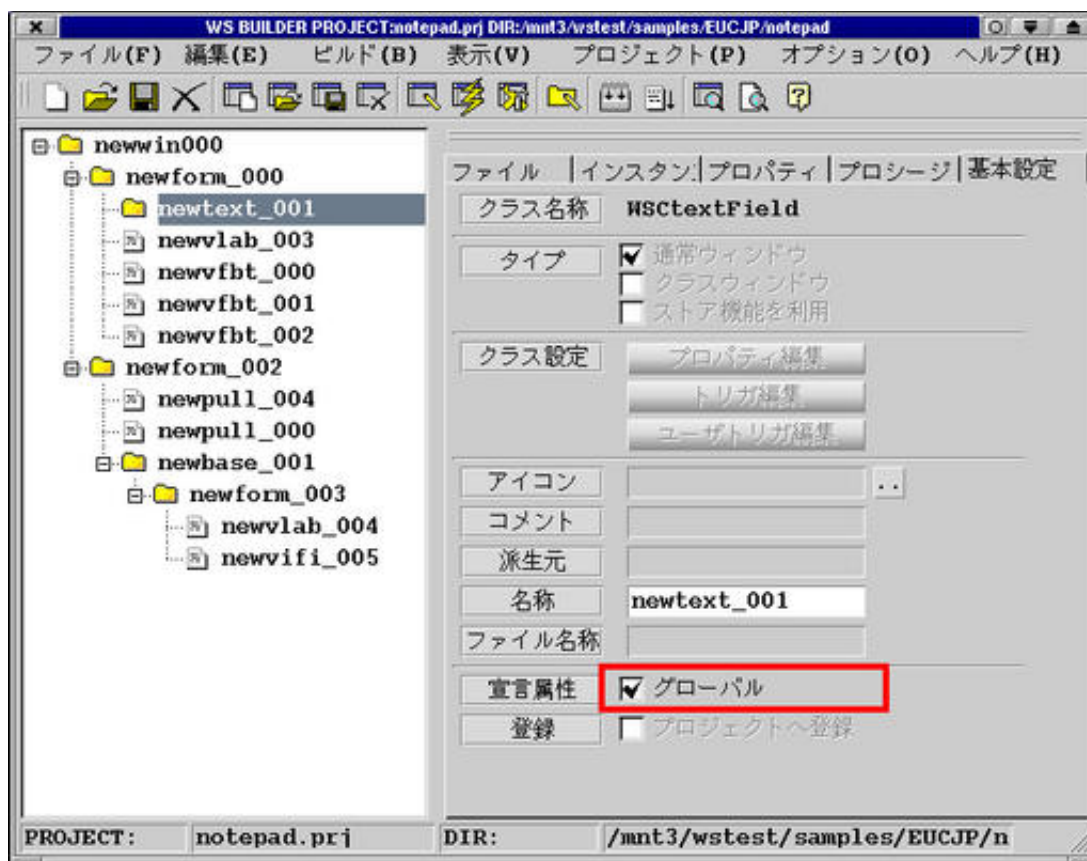 WS BUILDER PROJECT:notepad.prj DIR:/mnt3/wstest/samples/EUCJP/notepad
ファイル(F) 編集(E) ビルド(B) 表示(V) プロジェクト(P) オプション(O) ヘルプ(H)
newwin000
newform_000
newtext_001
newvlab_003
newvfbt_000
newvfbt_001
newvfbt_002
newform_002
newpull_004
newpull_000
newbase_001
newform_003
newvlab_004
newvifi_005
ファイル インスタン プロパティ プロシージ 基本設定
クラス名称 WSCtextField
タイプ 通常ウィンドウ
クラスウィンドウ
ストア機能を利用
クラス設定 プロパティ編集
トリガ編集
ユーザトリガ編集
アイコン ..
コメント
派生元
名称 newtext_001
ファイル名称
宣言属性 グローバル
登録 プロジェクトへ登録
PROJECT: notepad.prj DIR: /mnt3/wstest/samples/EUCJP/n